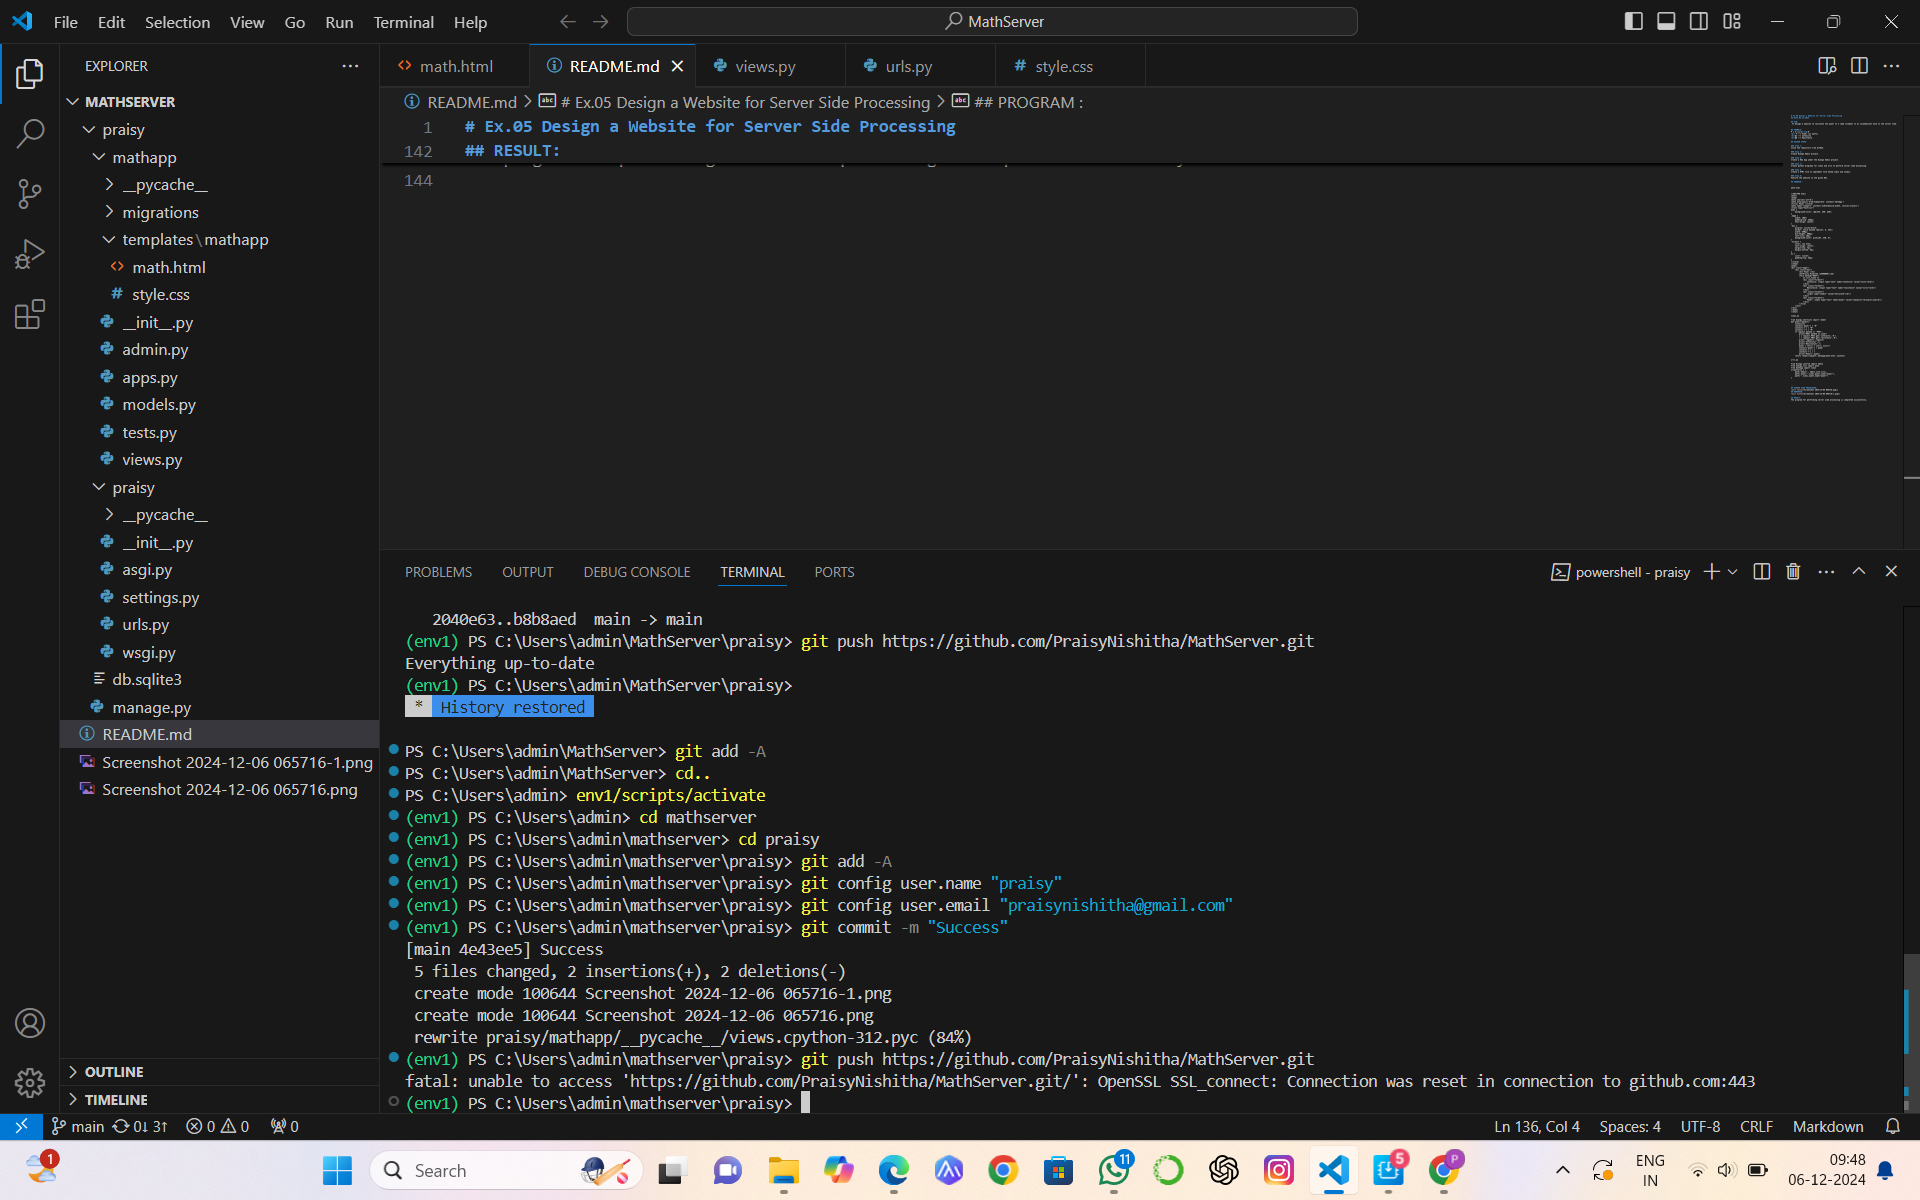 File Edit Selection View Go Run Terminal Help
MathServer
EXPLORER
MATHSERVER
praisy
mathapp
__pycache__
migrations
templates\mathapp
math.html
style.css
__init__.py
admin.py
apps.py
models.py
tests.py
views.py
praisy
__pycache__
__init__.py
asgi.py
settings.py
urls.py
wsgi.py
db.sqlite3
manage.py
README.md
Screenshot 2024-12-06 065716-1.png
Screenshot 2024-12-06 065716.png
OUTLINE
TIMELINE
math.html README.md views.py urls.py style.css
README.md > # Ex.05 Design a Website for Server Side Processing > ## PROGRAM :
1 # Ex.05 Design a Website for Server Side Processing
142 ## RESULT:
144
PROBLEMS OUTPUT DEBUG CONSOLE TERMINAL PORTS
powershell - praisy
2040e63..b8b8aed main -> main
(env1) PS C:\Users\admin\MathServer\praisy> git push https://github.com/PraisyNishitha/MathServer.git
Everything up-to-date
(env1) PS C:\Users\admin\MathServer\praisy>
* History restored
PS C:\Users\admin\MathServer> git add -A
PS C:\Users\admin\MathServer> cd..
PS C:\Users\admin> env1/scripts/activate
(env1) PS C:\Users\admin> cd mathserver
(env1) PS C:\Users\admin\mathserver> cd praisy
(env1) PS C:\Users\admin\mathserver\praisy> git add -A
(env1) PS C:\Users\admin\mathserver\praisy> git config user.name "praisy"
(env1) PS C:\Users\admin\mathserver\praisy> git config user.email "praisynishitha@gmail.com"
(env1) PS C:\Users\admin\mathserver\praisy> git commit -m "Success"
[main 4e43ee5] Success
5 files changed, 2 insertions(+), 2 deletions(-)
create mode 100644 Screenshot 2024-12-06 065716-1.png
create mode 100644 Screenshot 2024-12-06 065716.png
rewrite praisy/mathapp/__pycache__/views.cpython-312.pyc (84%)
(env1) PS C:\Users\admin\mathserver\praisy> git push https://github.com/PraisyNishitha/MathServer.git
fatal: unable to access 'https://github.com/PraisyNishitha/MathServer.git/': OpenSSL SSL_connect: Connection was reset in connection to github.com:443
(env1) PS C:\Users\admin\mathserver\praisy>
main 0↓ 3↑ 0 0 0
Ln 136, Col 4 Spaces: 4 UTF-8 CRLF Markdown
1
Search
11
5
P
ENG
IN
09:48
06-12-2024